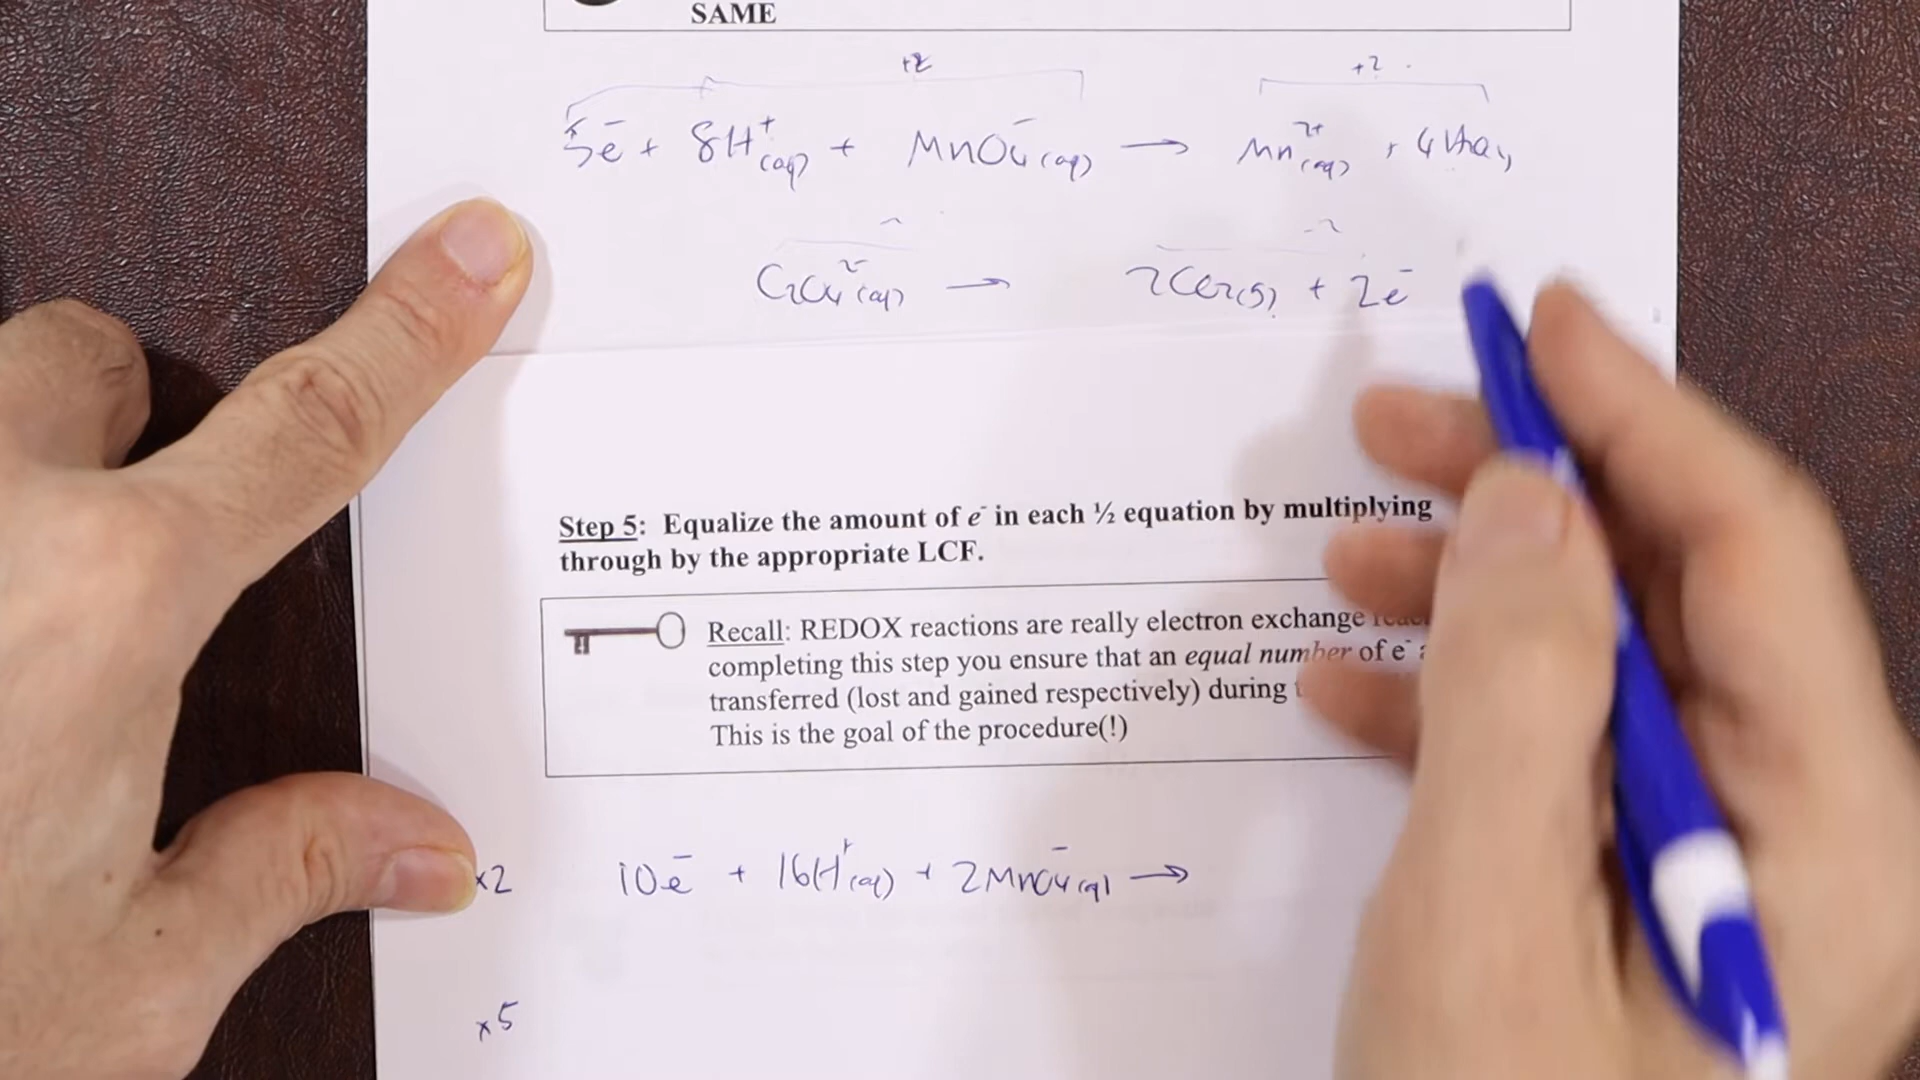 SAME
+2 +2
5e⁻ + 8H⁺(aq) + MnO₄⁻(aq) → Mn²⁺(aq) + 4H₂O(l)
-2 -2
C₂O₄²⁻(aq) → 2CO₂(g) + 2e⁻
Step 5: Equalize the amount of e⁻ in each ½ equation by multiplying
through by the appropriate LCF.
Recall: REDOX reactions are really electron exchange
completing this step you ensure that an equal number of e⁻
transferred (lost and gained respectively) during
This is the goal of the procedure(!)
x2 10e⁻ + 16H⁺(aq) + 2MnO₄⁻(aq) →
x5